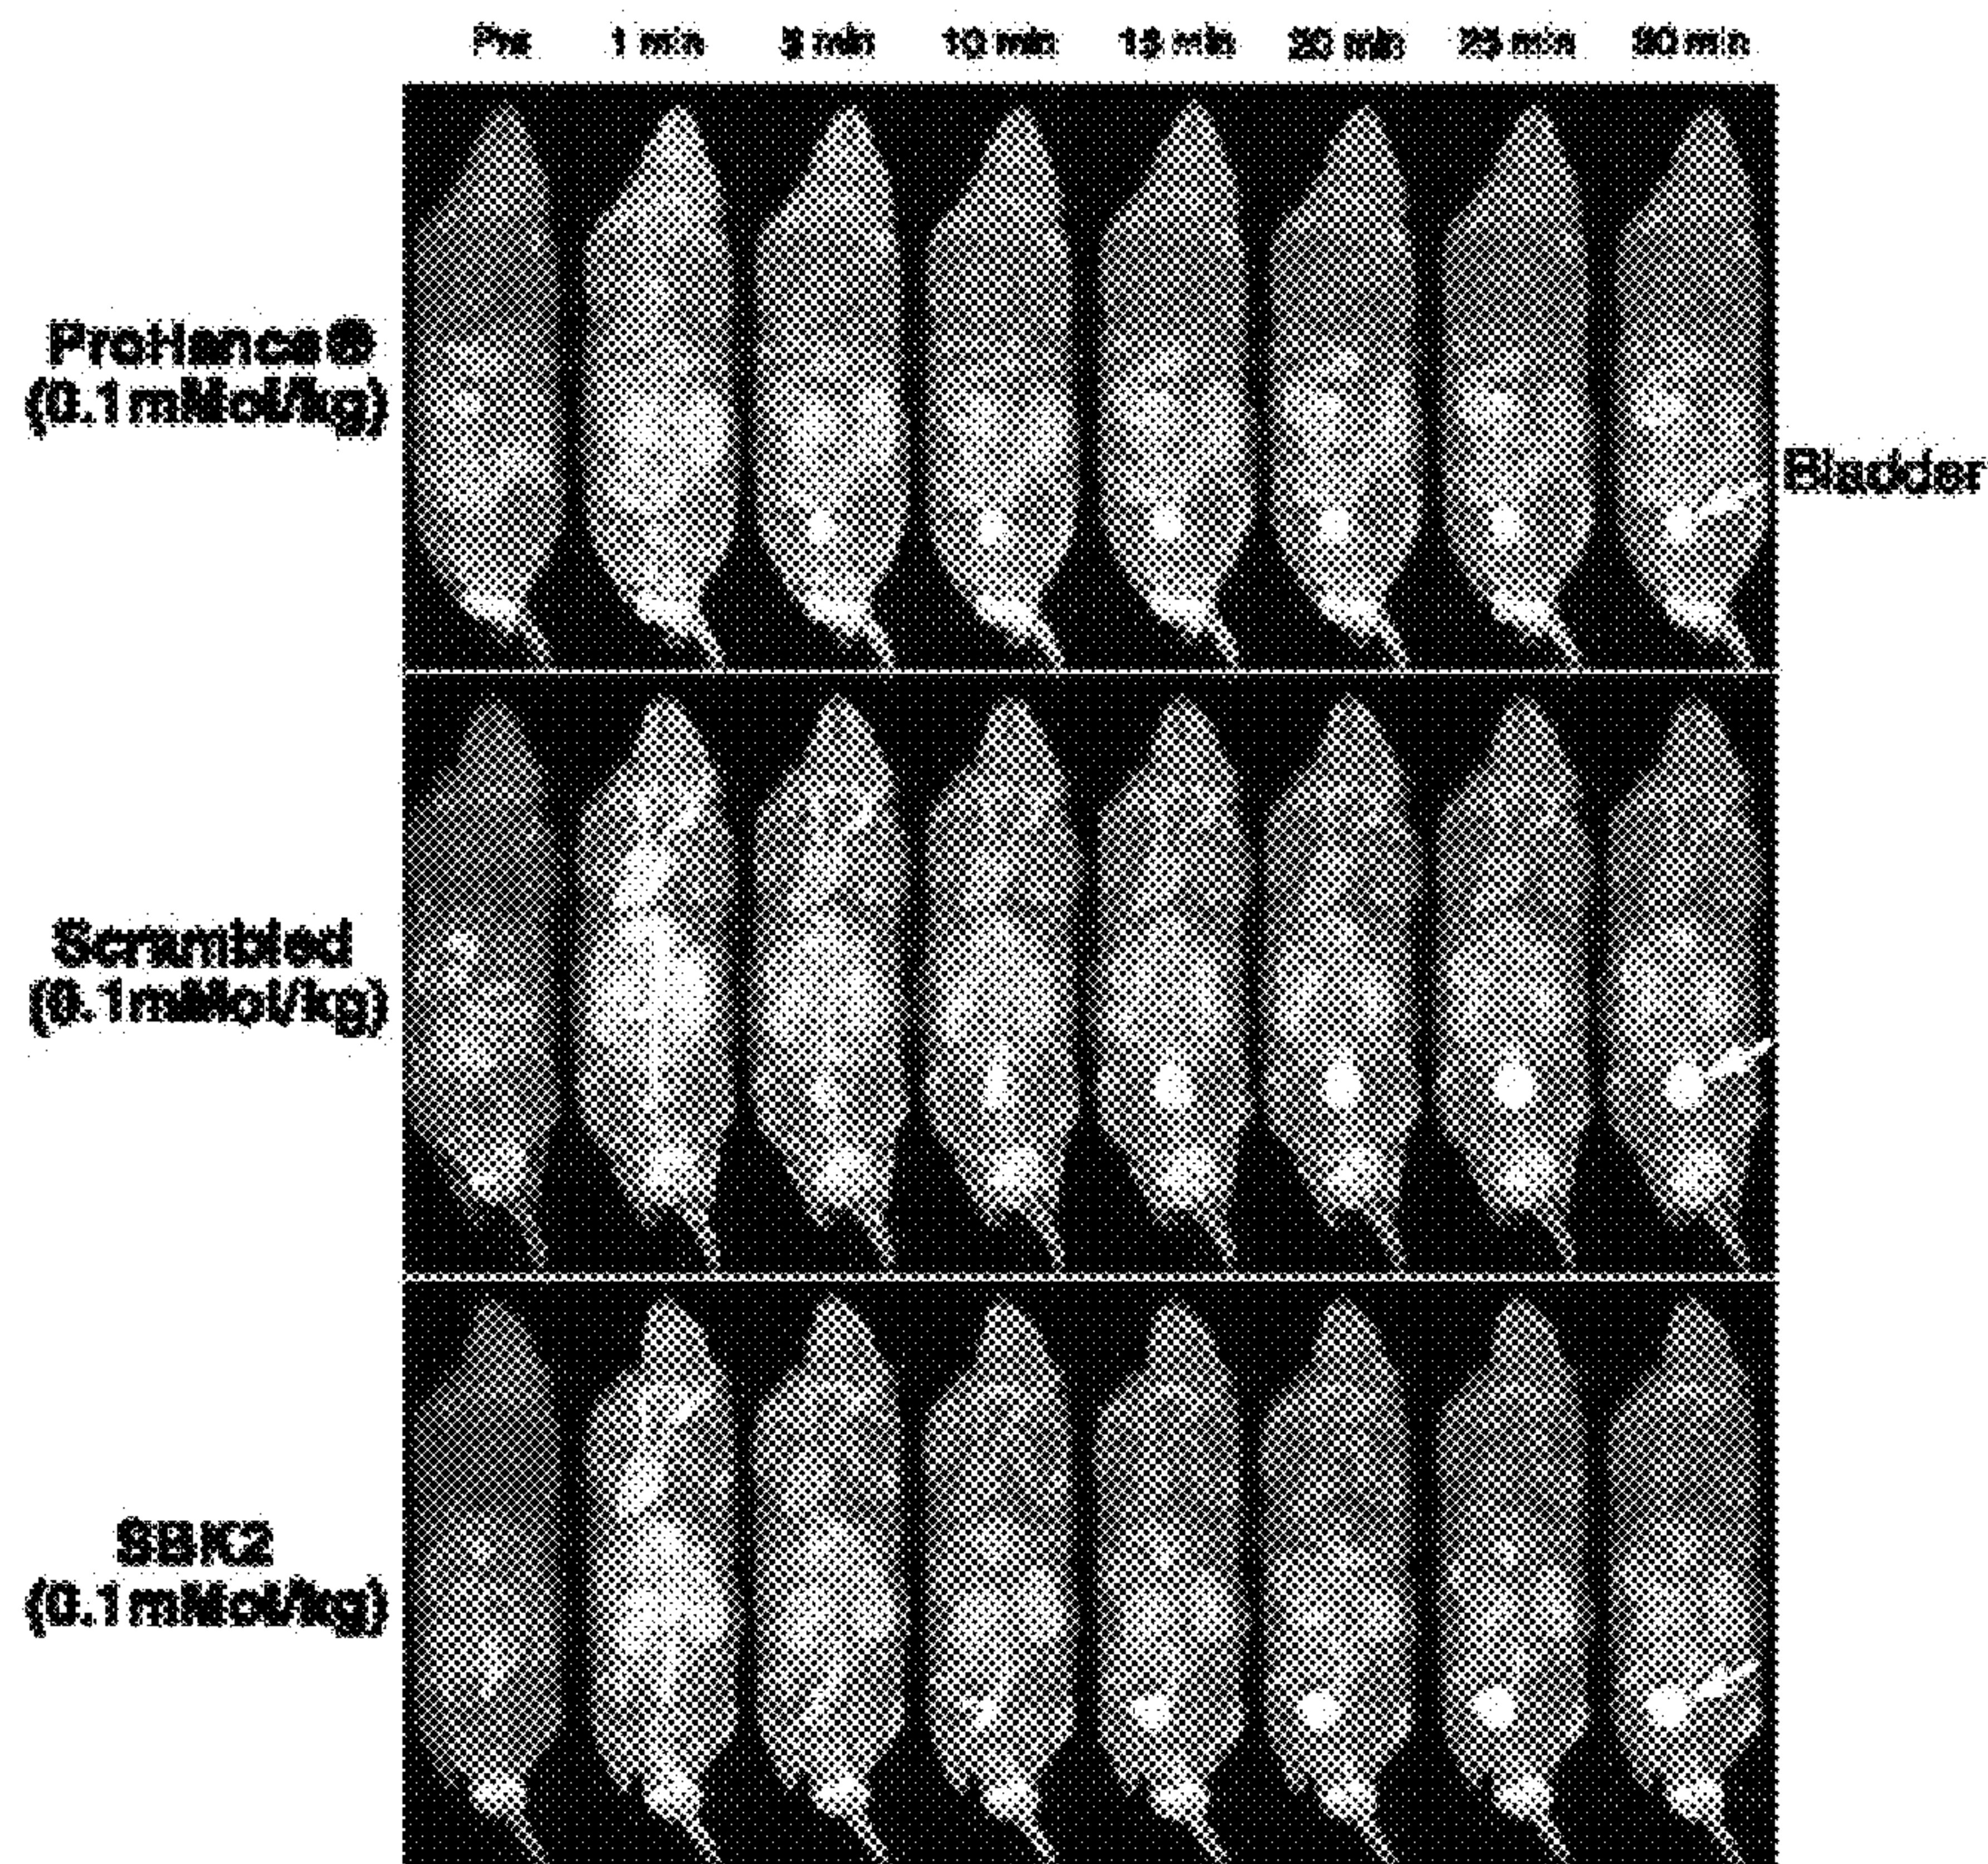 Pre 1 min 5 min 10 min 15 min 20 min 25 min 30 min
ProHance®
(0.1mMol/kg)
Bladder
Scrambled
(0.1mMol/kg)
SBK2
(0.1mMol/kg)